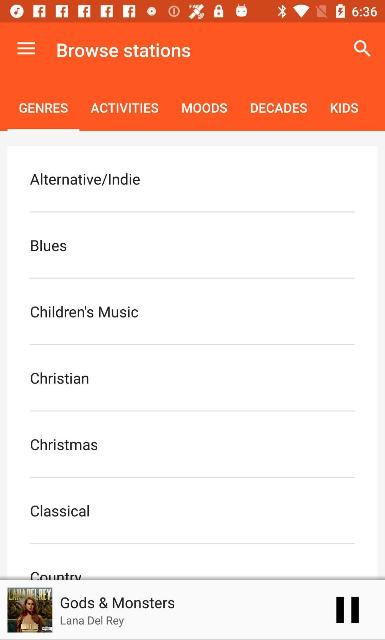 6:36
Browse stations
GENRES ACTIVITIES MOODS DECADES KIDS
Alternative/Indie
Blues
Children's Music
Christian
Christmas
Classical
Country
LANA DEL REY
Gods & Monsters
Lana Del Rey